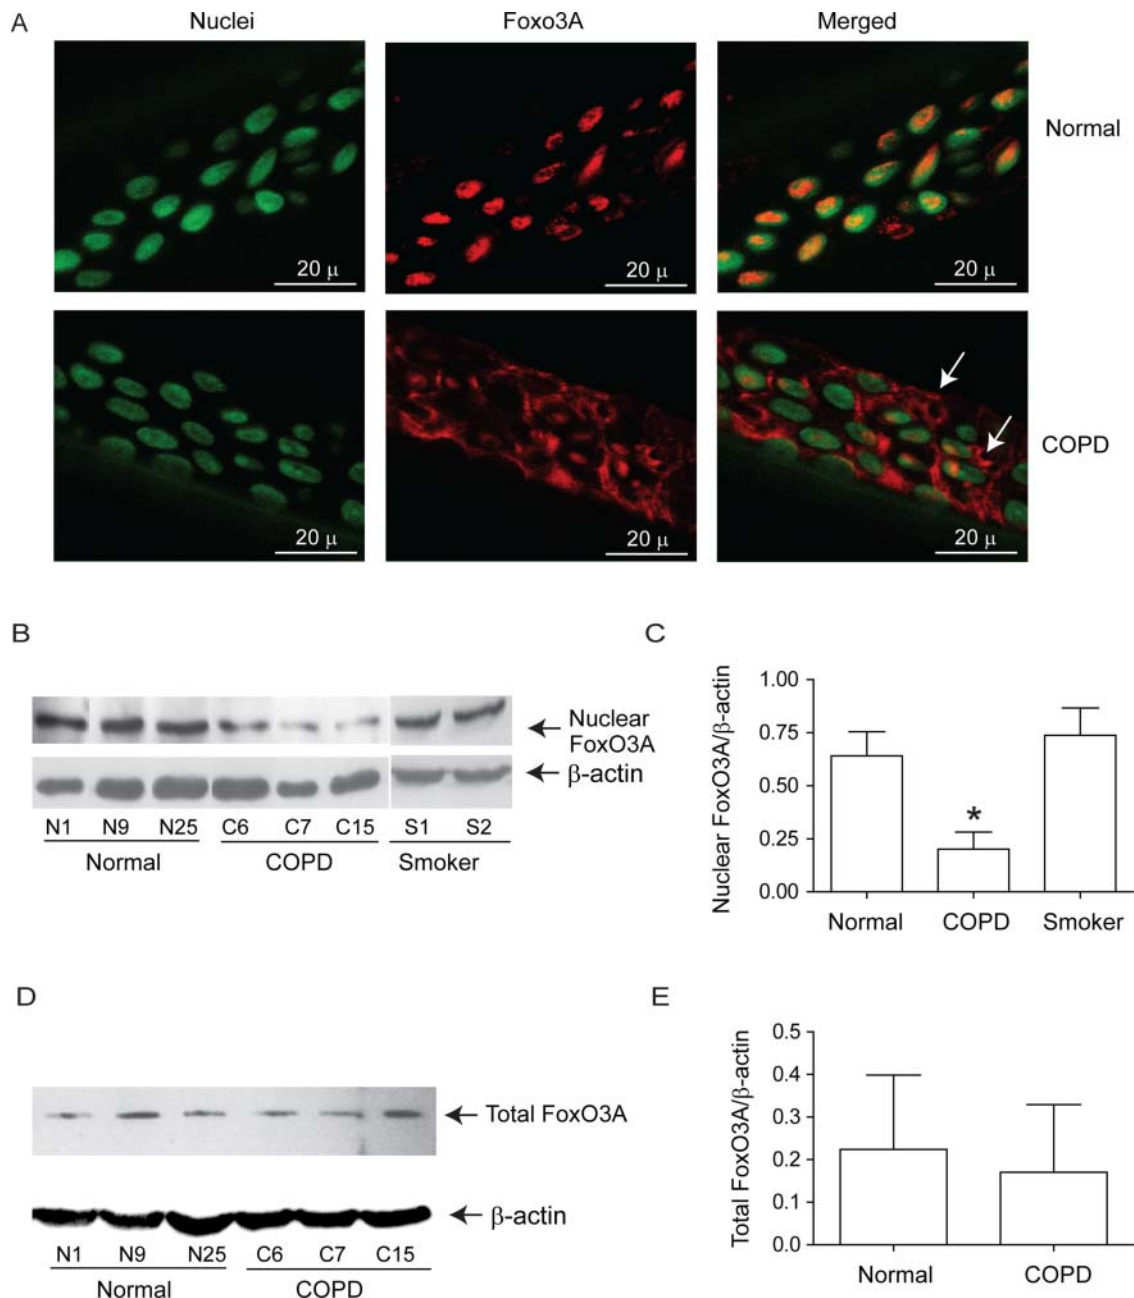 A
Nuclei
Foxo3A
Merged
Normal
20 μ
20 μ
20 μ
COPD
20 μ
20 μ
20 μ
B
Nuclear
FoxO3A
β-actin
N1 N9 N25 C6 C7 C15 S1 S2
Normal COPD Smoker
C
Nuclear FoxO3A/β-actin
1.00
0.75
0.50
0.25
0.00
*
Normal COPD Smoker
D
Total FoxO3A
β-actin
N1 N9 N25 C6 C7 C15
Normal COPD
E
Total FoxO3A/β-actin
0.5
0.4
0.3
0.2
0.1
0.0
Normal COPD